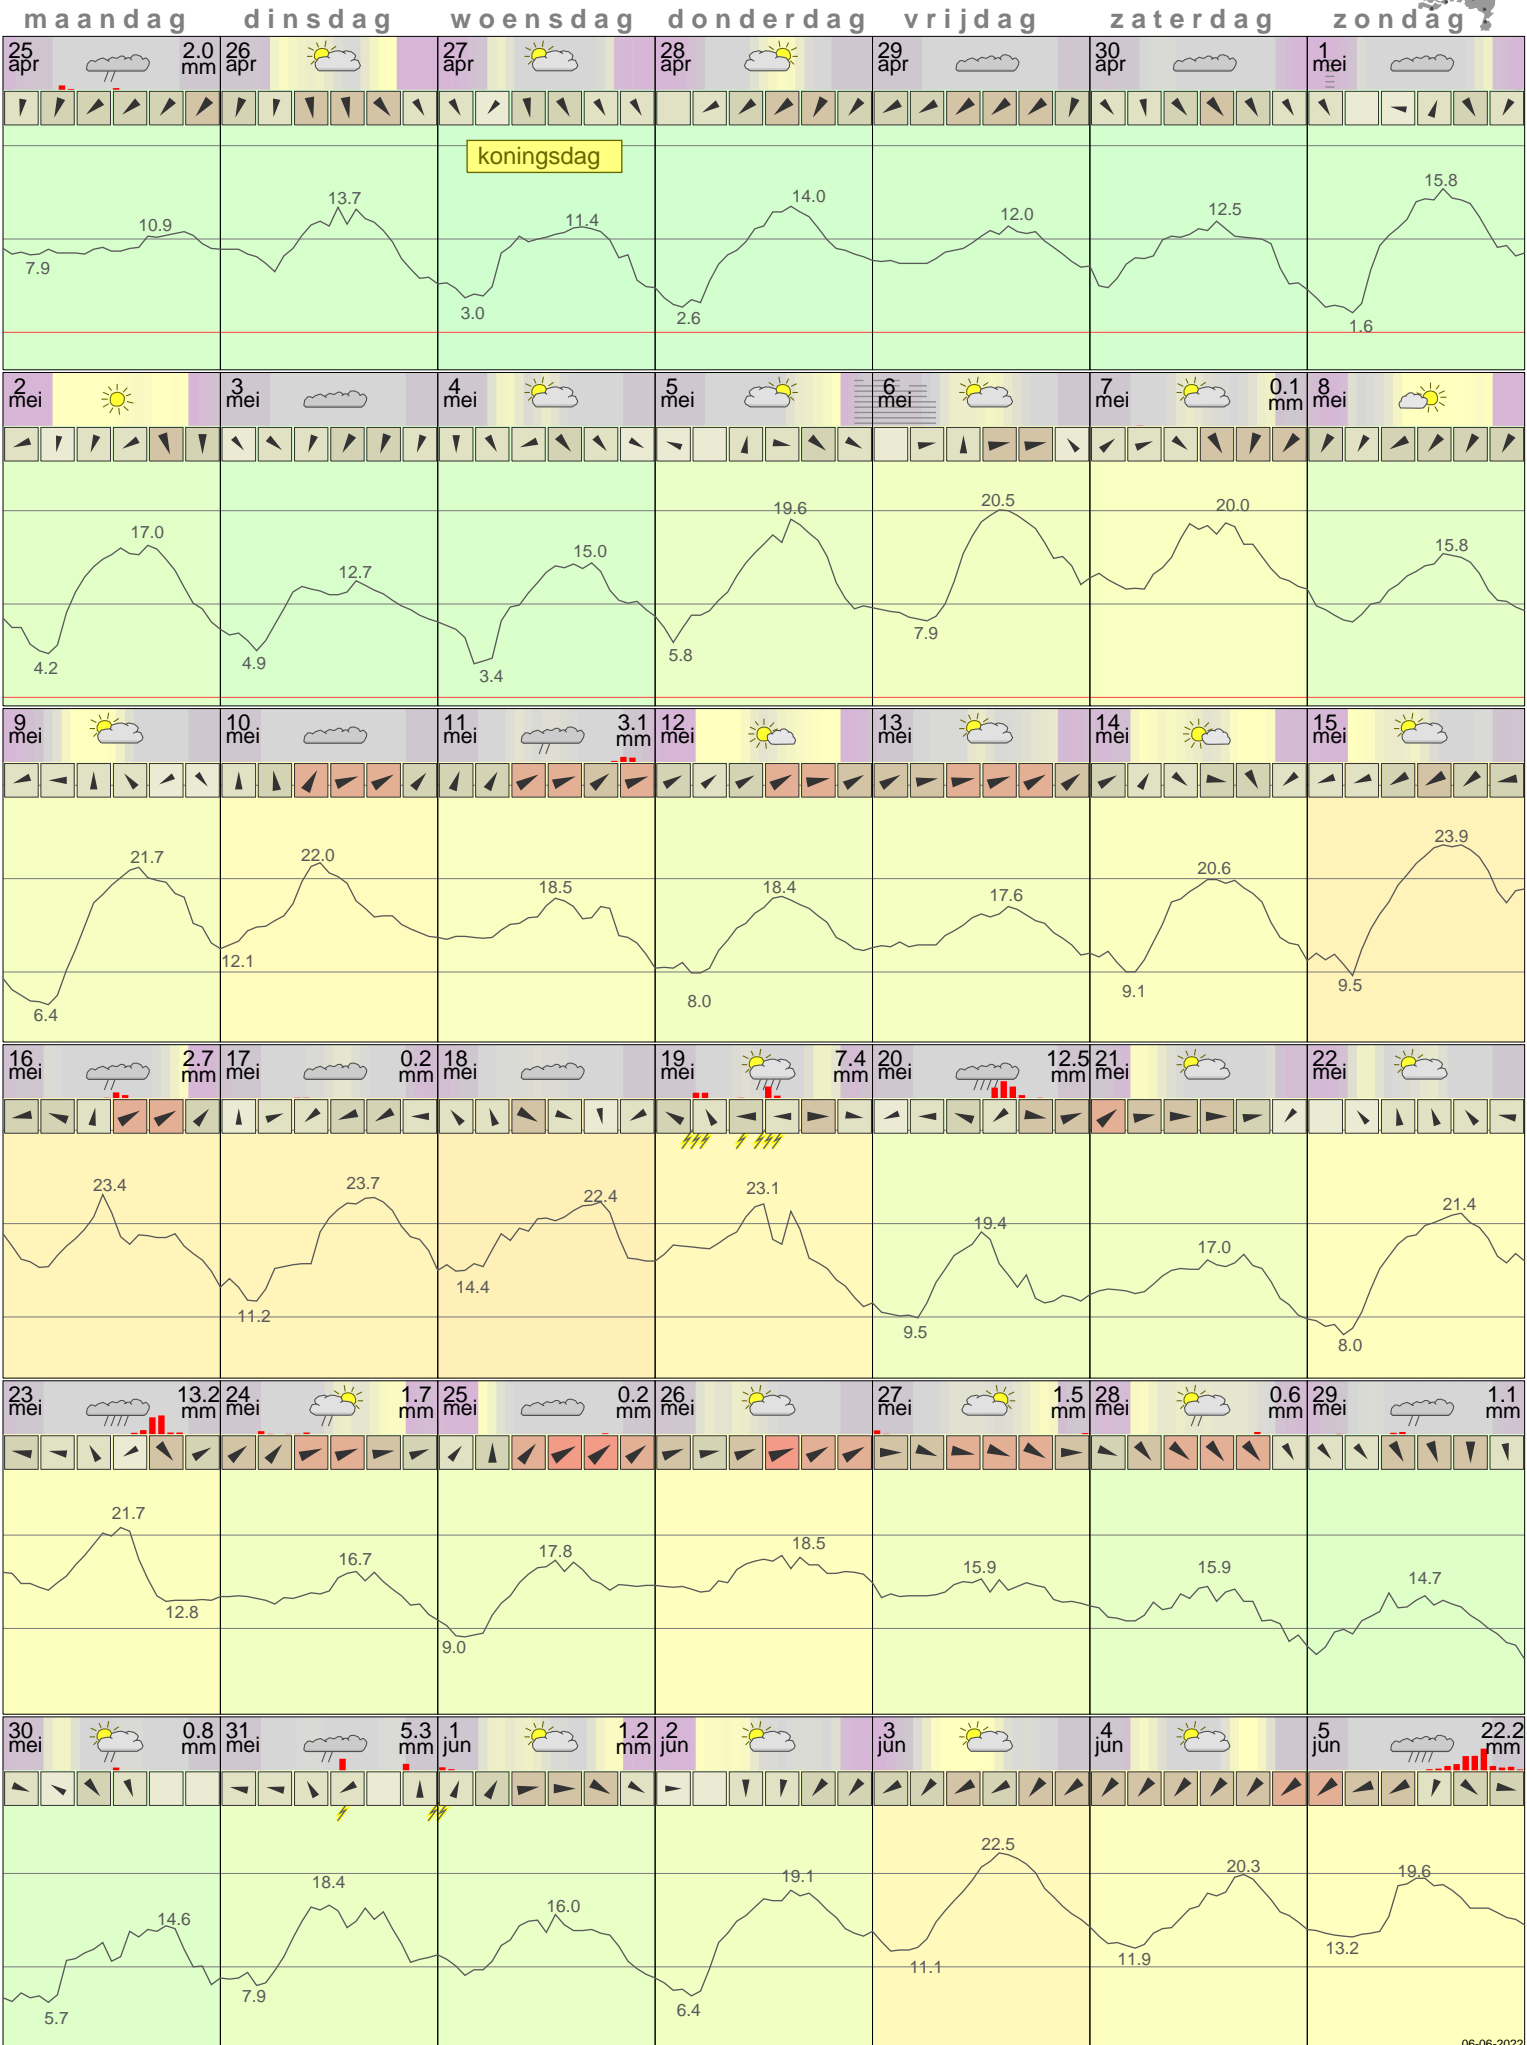 maandag dinsdag woensdag donderdag vrijdag zaterdag zondag
25 apr 2.0 mm 26 apr 27 apr 28 apr 29 apr 30 apr 1 mei
koningsdag
7.9 10.9 13.7 3.0 11.4 2.6 14.0 12.0 12.5 1.6 15.8
2 mei 3 mei 4 mei 5 mei 6 mei 7 mei 0.1 mm 8 mei
4.2 17.0 4.9 12.7 3.4 15.0 5.8 19.6 7.9 20.5 20.0 15.8
9. mei 10. mei 11. mei 3.1 mm 12. mei 13. mei 14. mei 15. mei
6.4 21.7 12.1 22.0 18.5 8.0 18.4 17.6 9.1 20.6 9.5 23.9
16. mei 2.7 mm 17. mei 0.2 mm 18. mei 19. mei 7.4 mm 20. mei 12.5 mm 21. mei 22. mei
23.4 11.2 23.7 14.4 22.4 23.1 9.5 19.4 17.0 8.0 21.4
23. mei 13.2 mm 24. mei 1.7 mm 25. mei 0.2 mm 26. mei 27. mei 1.5 mm 28. mei 0.6 mm 29. mei 1.1 mm
21.7 12.8 16.7 9.0 17.8 18.5 15.9 15.9 14.7
30. mei 0.8 mm 31. mei 5.3 mm 1 jun 1.2 mm 2 jun 3 jun 4 jun 5 jun 22.2 mm
5.7 14.6 7.9 18.4 16.0 6.4 19.1 11.1 22.5 11.9 20.3 13.2 19.6
06-06-2022